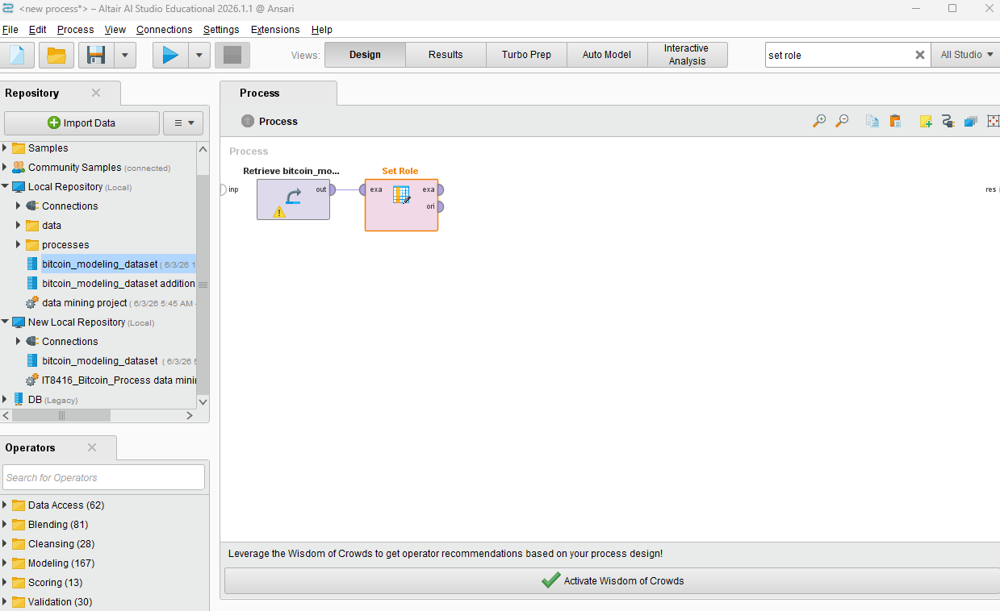 <new process*> – Altair AI Studio Educational 2026.1.1 @ Ansari
File Edit Process View Connections Settings Extensions Help
Views: Design Results Turbo Prep Auto Model Interactive Analysis
set role
All Studio
Repository
Import Data
Samples
Community Samples (connected)
Local Repository (Local)
Connections
data
processes
bitcoin_modeling_dataset ( 6/3/26 1
bitcoin_modeling_dataset addition
data mining project ( 6/3/26 5:45 AM
New Local Repository (Local)
Connections
bitcoin_modeling_dataset ( 6/3/26
IT8416_Bitcoin_Process data mini
DB (Legacy)
Operators
Search for Operators
Data Access (62)
Blending (81)
Cleansing (28)
Modeling (167)
Scoring (13)
Validation (30)
Process
Process
Process
Retrieve bitcoin_mo...
Set Role
inp
out
exa
exa
ori
res
Leverage the Wisdom of Crowds to get operator recommendations based on your process design!
Activate Wisdom of Crowds